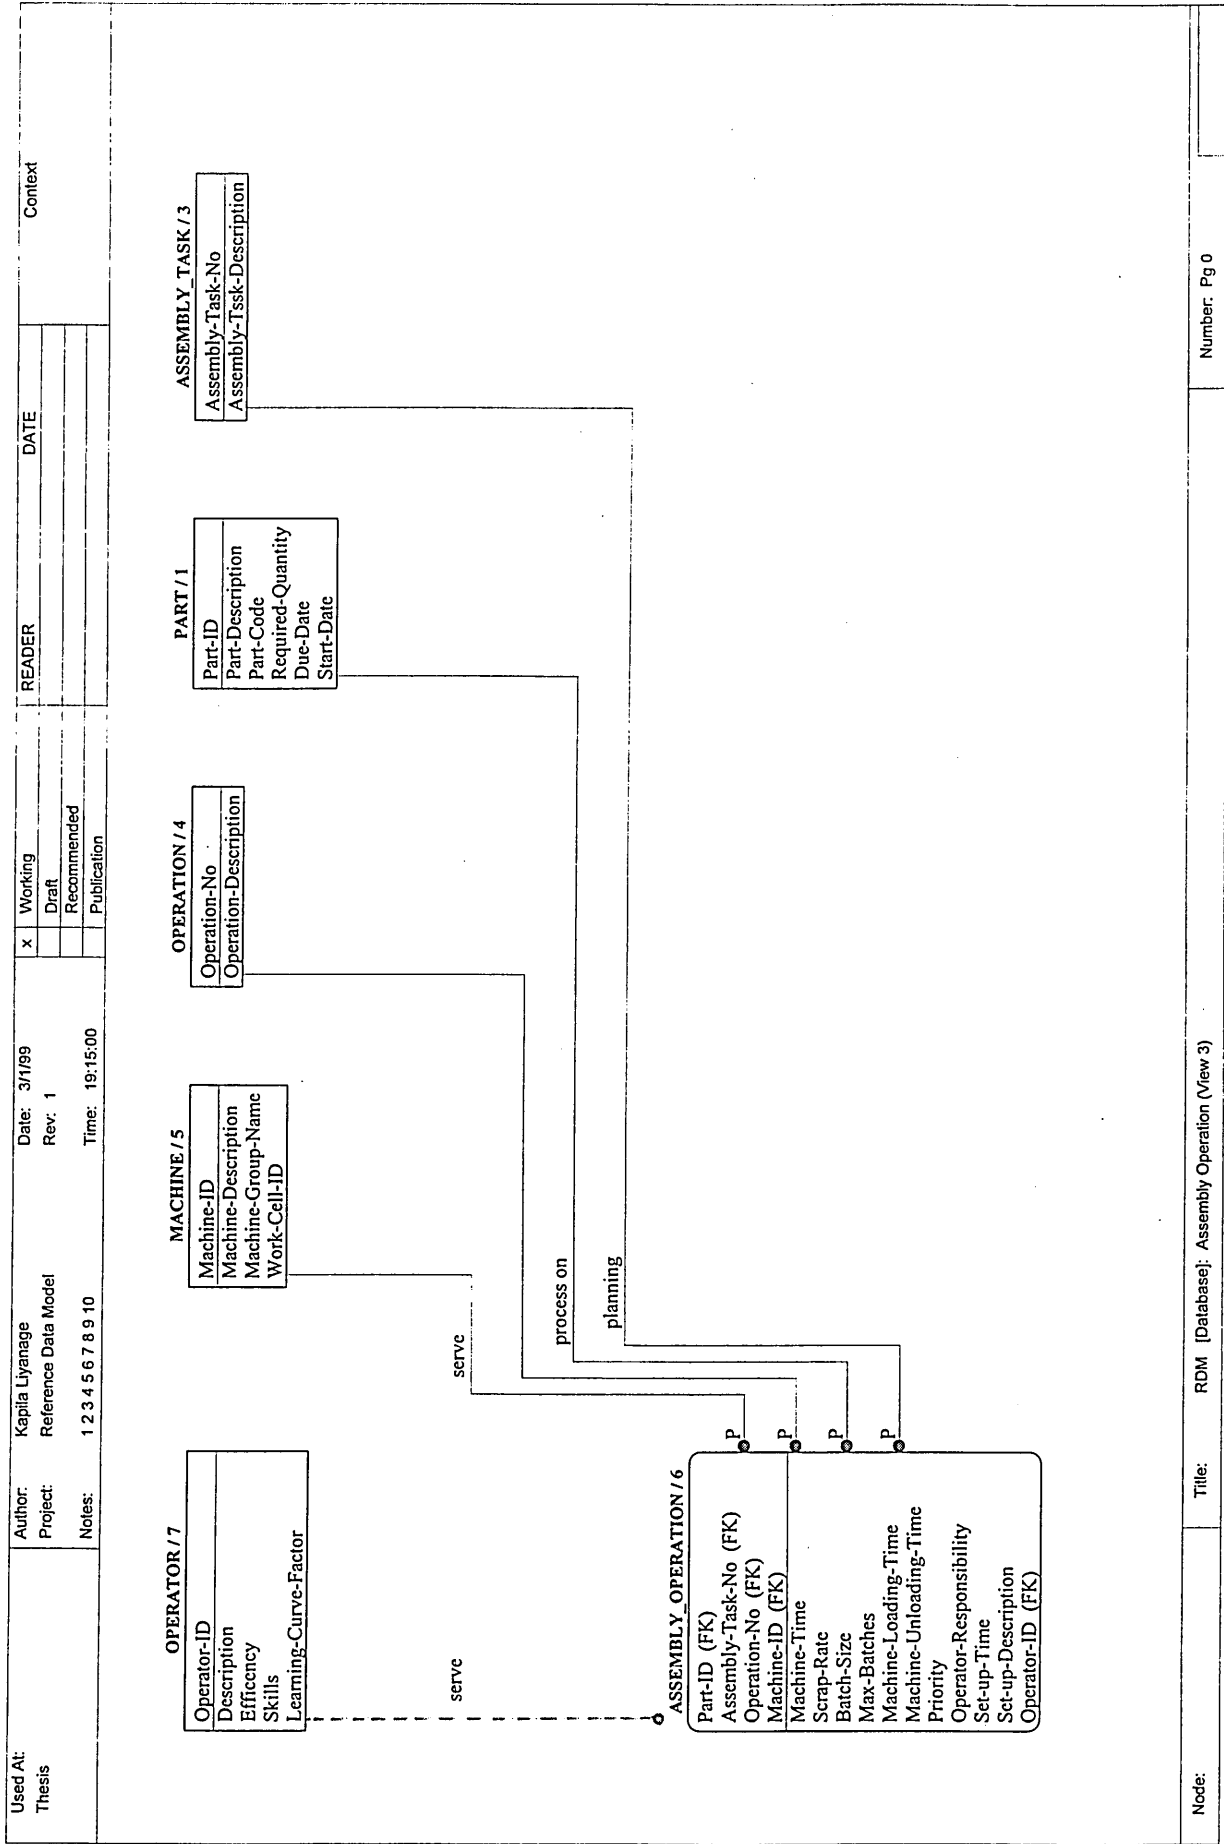 Used At:
Thesis
Author: Kapila Liyanage
Project: Reference Data Model
Notes: 1 2 3 4 5 6 7 8 9 10
Date: 3/1/99
Rev: 1
Time: 19:15:00
x Working
Draft
Recommended
Publication
READER DATE
Context
OPERATOR / 7
Operator-ID
Description
Efficency
Skills
Learning-Curve-Factor
MACHINE / 5
Machine-ID
Machine-Description
Machine-Group-Name
Work-Cell-ID
OPERATION / 4
Operation-No
Operation-Description
PART / 1
Part-ID
Part-Description
Part-Code
Required-Quantity
Due-Date
Start-Date
ASSEMBLY_TASK / 3
Assembly-Task-No
Assembly-Tssk-Description
serve
serve
process on
planning
P
P
P
P
ASSEMBLY_OPERATION / 6
Part-ID (FK)
Assembly-Task-No (FK)
Operation-No (FK)
Machine-ID (FK)
Machine-Time
Scrap-Rate
Batch-Size
Max-Batches
Machine-Loading-Time
Machine-Unloading-Time
Priority
Operator-Responsibility
Set-up-Time
Set-up-Description
Operator-ID (FK)
Node:
Title: RDM [Database]: Assembly Operation (View 3)
Number: Pg 0